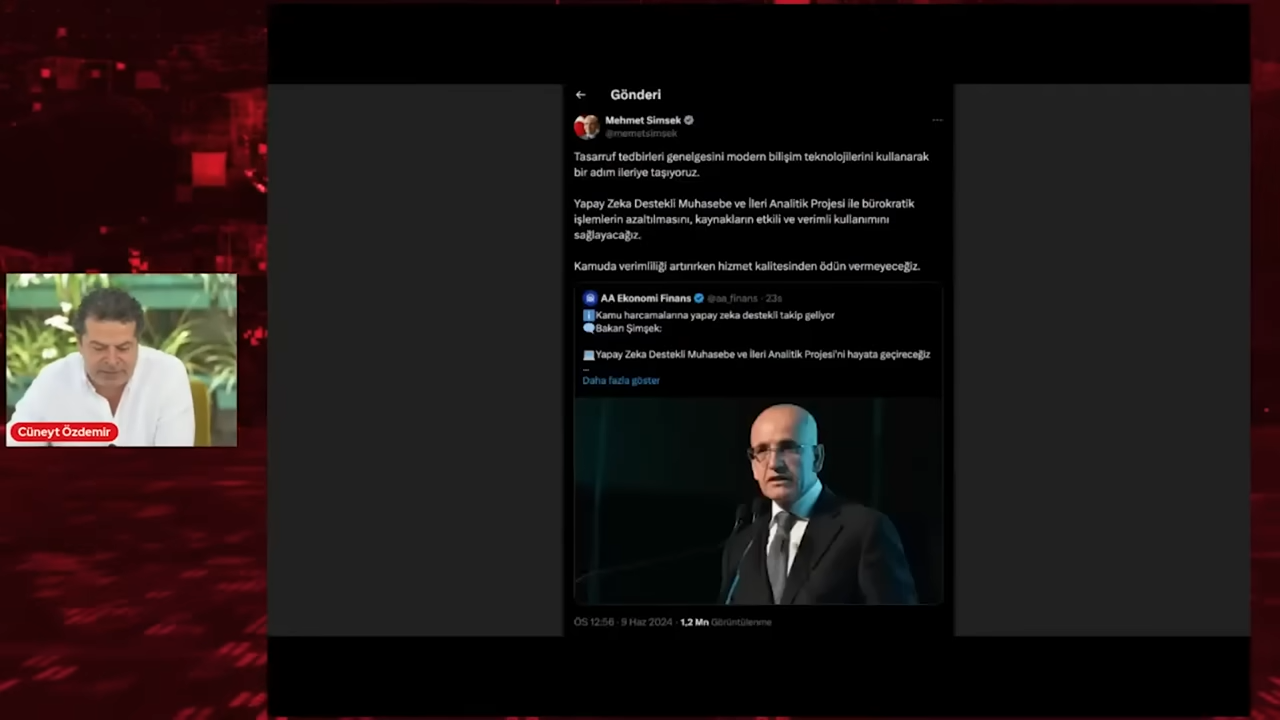 Gönderi
Mehmet Simsek
@memetsimsek
Tasarruf tedbirleri genelgesini modern bilişim teknolojilerini kullanarak
bir adım ileriye taşıyoruz.
Yapay Zeka Destekli Muhasebe ve İleri Analitik Projesi ile bürokratik
işlemlerin azaltılmasını, kaynakların etkili ve verimli kullanımını
sağlayacağız.
Kamuda verimliliği artırırken hizmet kalitesinden ödün vermeyeceğiz.
AA Ekonomi Finans @aa_finans · 23s
Kamu harcamalarına yapay zeka destekli takip geliyor
Bakan Şimşek:
Yapay Zeka Destekli Muhasebe ve İleri Analitik Projesi'ni hayata geçireceğiz
...
Daha fazla göster
ÖS 12:56 · 9 Haz 2024 · 1,2 Mn Görüntülenme
Cüneyt Özdemir